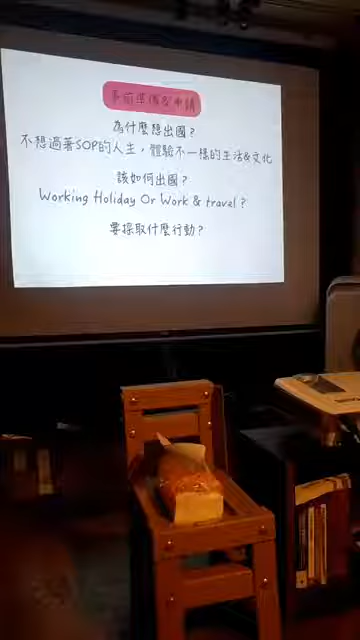 事前準備&申請
為什麼想出國？
不想過著SOP的人生，體驗不一樣的生活&文化
該如何出國？
Working Holiday Or Work & travel？
要採取什麼行動？